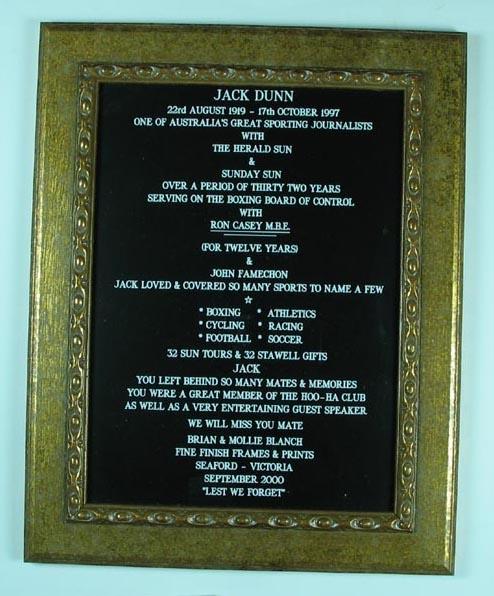 JACK DUNN
22rd AUGUST 1919 - 17th OCTOBER 1997
ONE OF AUSTRALIA'S GREAT SPORTING JOURNALISTS
WITH
THE HERALD SUN
&
SUNDAY SUN
OVER A PERIOD OF THIRTY TWO YEARS
SERVING ON THE BOXING BOARD OF CONTROL
WITH
RON CASEY M.B.E.
(FOR TWELVE YEARS)
&
JOHN FAMECHON
JACK LOVED & COVERED SO MANY SPORTS TO NAME A FEW
☆
* BOXING * ATHLETICS
* CYCLING * RACING
* FOOTBALL * SOCCER
32 SUN TOURS & 32 STAWELL GIFTS
JACK
YOU LEFT BEHIND SO MANY MATES & MEMORIES
YOU WERE A GREAT MEMBER OF THE HOO-HA CLUB
AS WELL AS A VERY ENTERTAINING GUEST SPEAKER
WE WILL MISS YOU MATE
BRIAN & MOLLIE BLANCH
FINE FINISH FRAMES & PRINTS
SEAFORD - VICTORIA
SEPTEMBER 2000
"LEST WE FORGET"